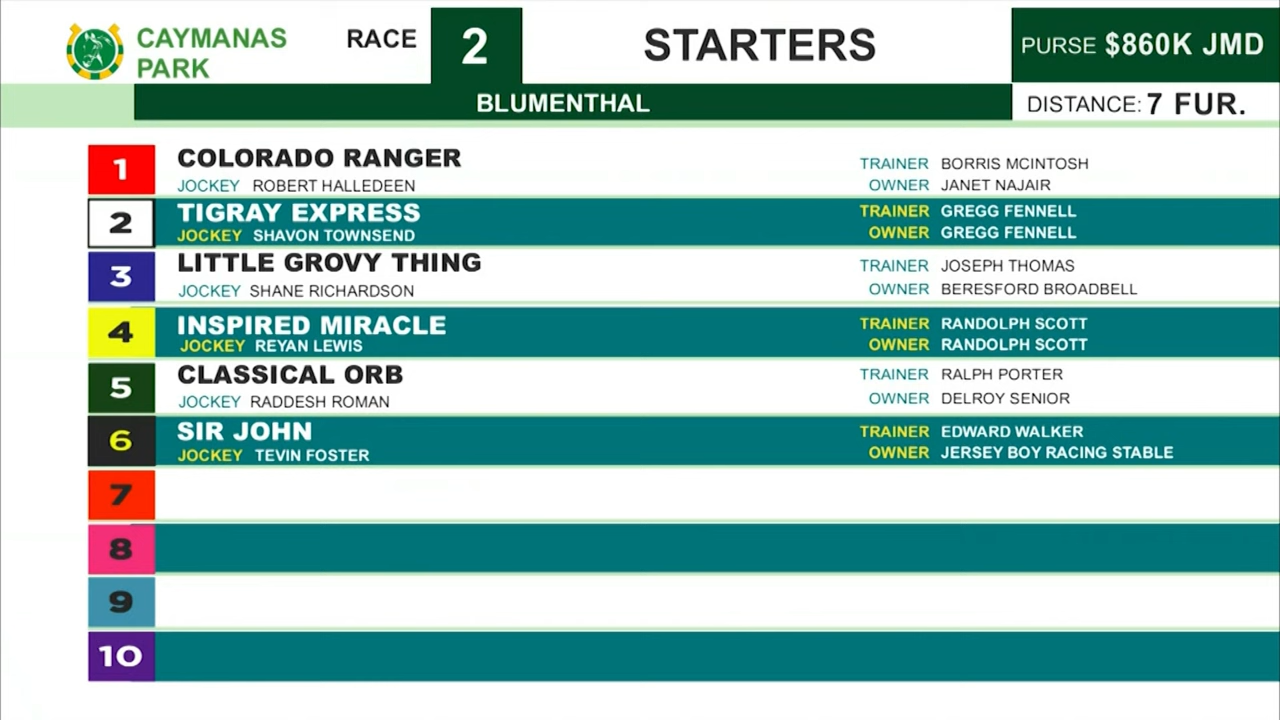 CAYMANAS PARK
RACE 2 STARTERS
PURSE $860K JMD
BLUMENTHAL
DISTANCE: 7 FUR.
1 COLORADO RANGER
JOCKEY ROBERT HALLEDEEN
TRAINER BORRIS MCINTOSH
OWNER JANET NAJAIR
2 TIGRAY EXPRESS
JOCKEY SHAVON TOWNSEND
TRAINER GREGG FENNELL
OWNER GREGG FENNELL
3 LITTLE GROVY THING
JOCKEY SHANE RICHARDSON
TRAINER JOSEPH THOMAS
OWNER BERESFORD BROADBELL
4 INSPIRED MIRACLE
JOCKEY REYAN LEWIS
TRAINER RANDOLPH SCOTT
OWNER RANDOLPH SCOTT
5 CLASSICAL ORB
JOCKEY RADDESH ROMAN
TRAINER RALPH PORTER
OWNER DELROY SENIOR
6 SIR JOHN
JOCKEY TEVIN FOSTER
TRAINER EDWARD WALKER
OWNER JERSEY BOY RACING STABLE
7
8
9
10